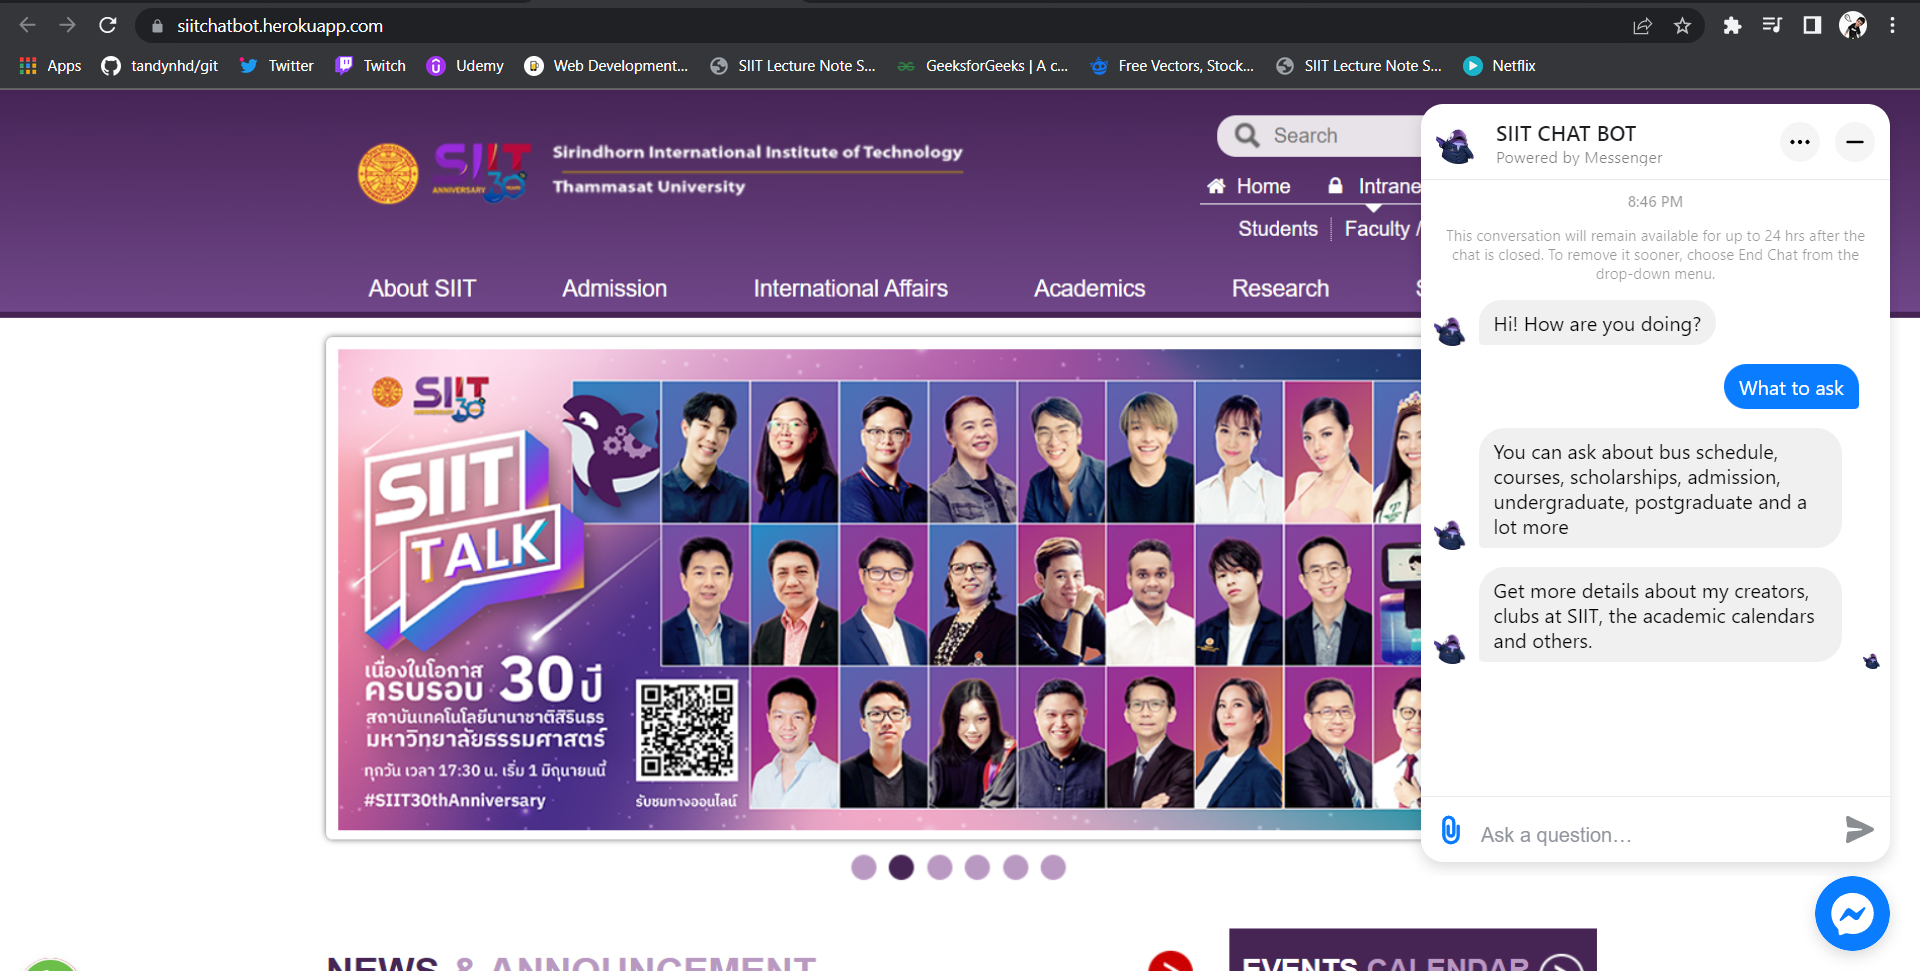 siitchatbot.herokuapp.com
Apps tandynhd/git Twitter Twitch Udemy Web Development... SIIT Lecture Note S... GeeksforGeeks | A c... Free Vectors, Stock... SIIT Lecture Note S... Netflix
SIIT
ANNIVERSARY 30 YEARS
Sirindhorn International Institute of Technology
Thammasat University
Search
Home Intrane
Students Faculty /
About SIIT Admission International Affairs Academics Research S
SIIT
ANNIVERSARY 30
SIIT
TALK
เนื่องในโอกาส
ครบรอบ 30 ปี
สถาบันเทคโนโลยีนานาชาติสิรินธร
มหาวิทยาลัยธรรมศาสตร์
ทุกวัน เวลา 17:30 น. เริ่ม 1 มิถุนายนนี้
#SIIT30thAnniversary
รับชมทางออนไลน์
NEWS & ANNOUNCEMENT
EVENTS CALENDAR
SIIT CHAT BOT
Powered by Messenger
8:46 PM
This conversation will remain available for up to 24 hrs after the
chat is closed. To remove it sooner, choose End Chat from the
drop-down menu.
Hi! How are you doing?
What to ask
You can ask about bus schedule,
courses, scholarships, admission,
undergraduate, postgraduate and a
lot more
Get more details about my creators,
clubs at SIIT, the academic calendars
and others.
Ask a question...